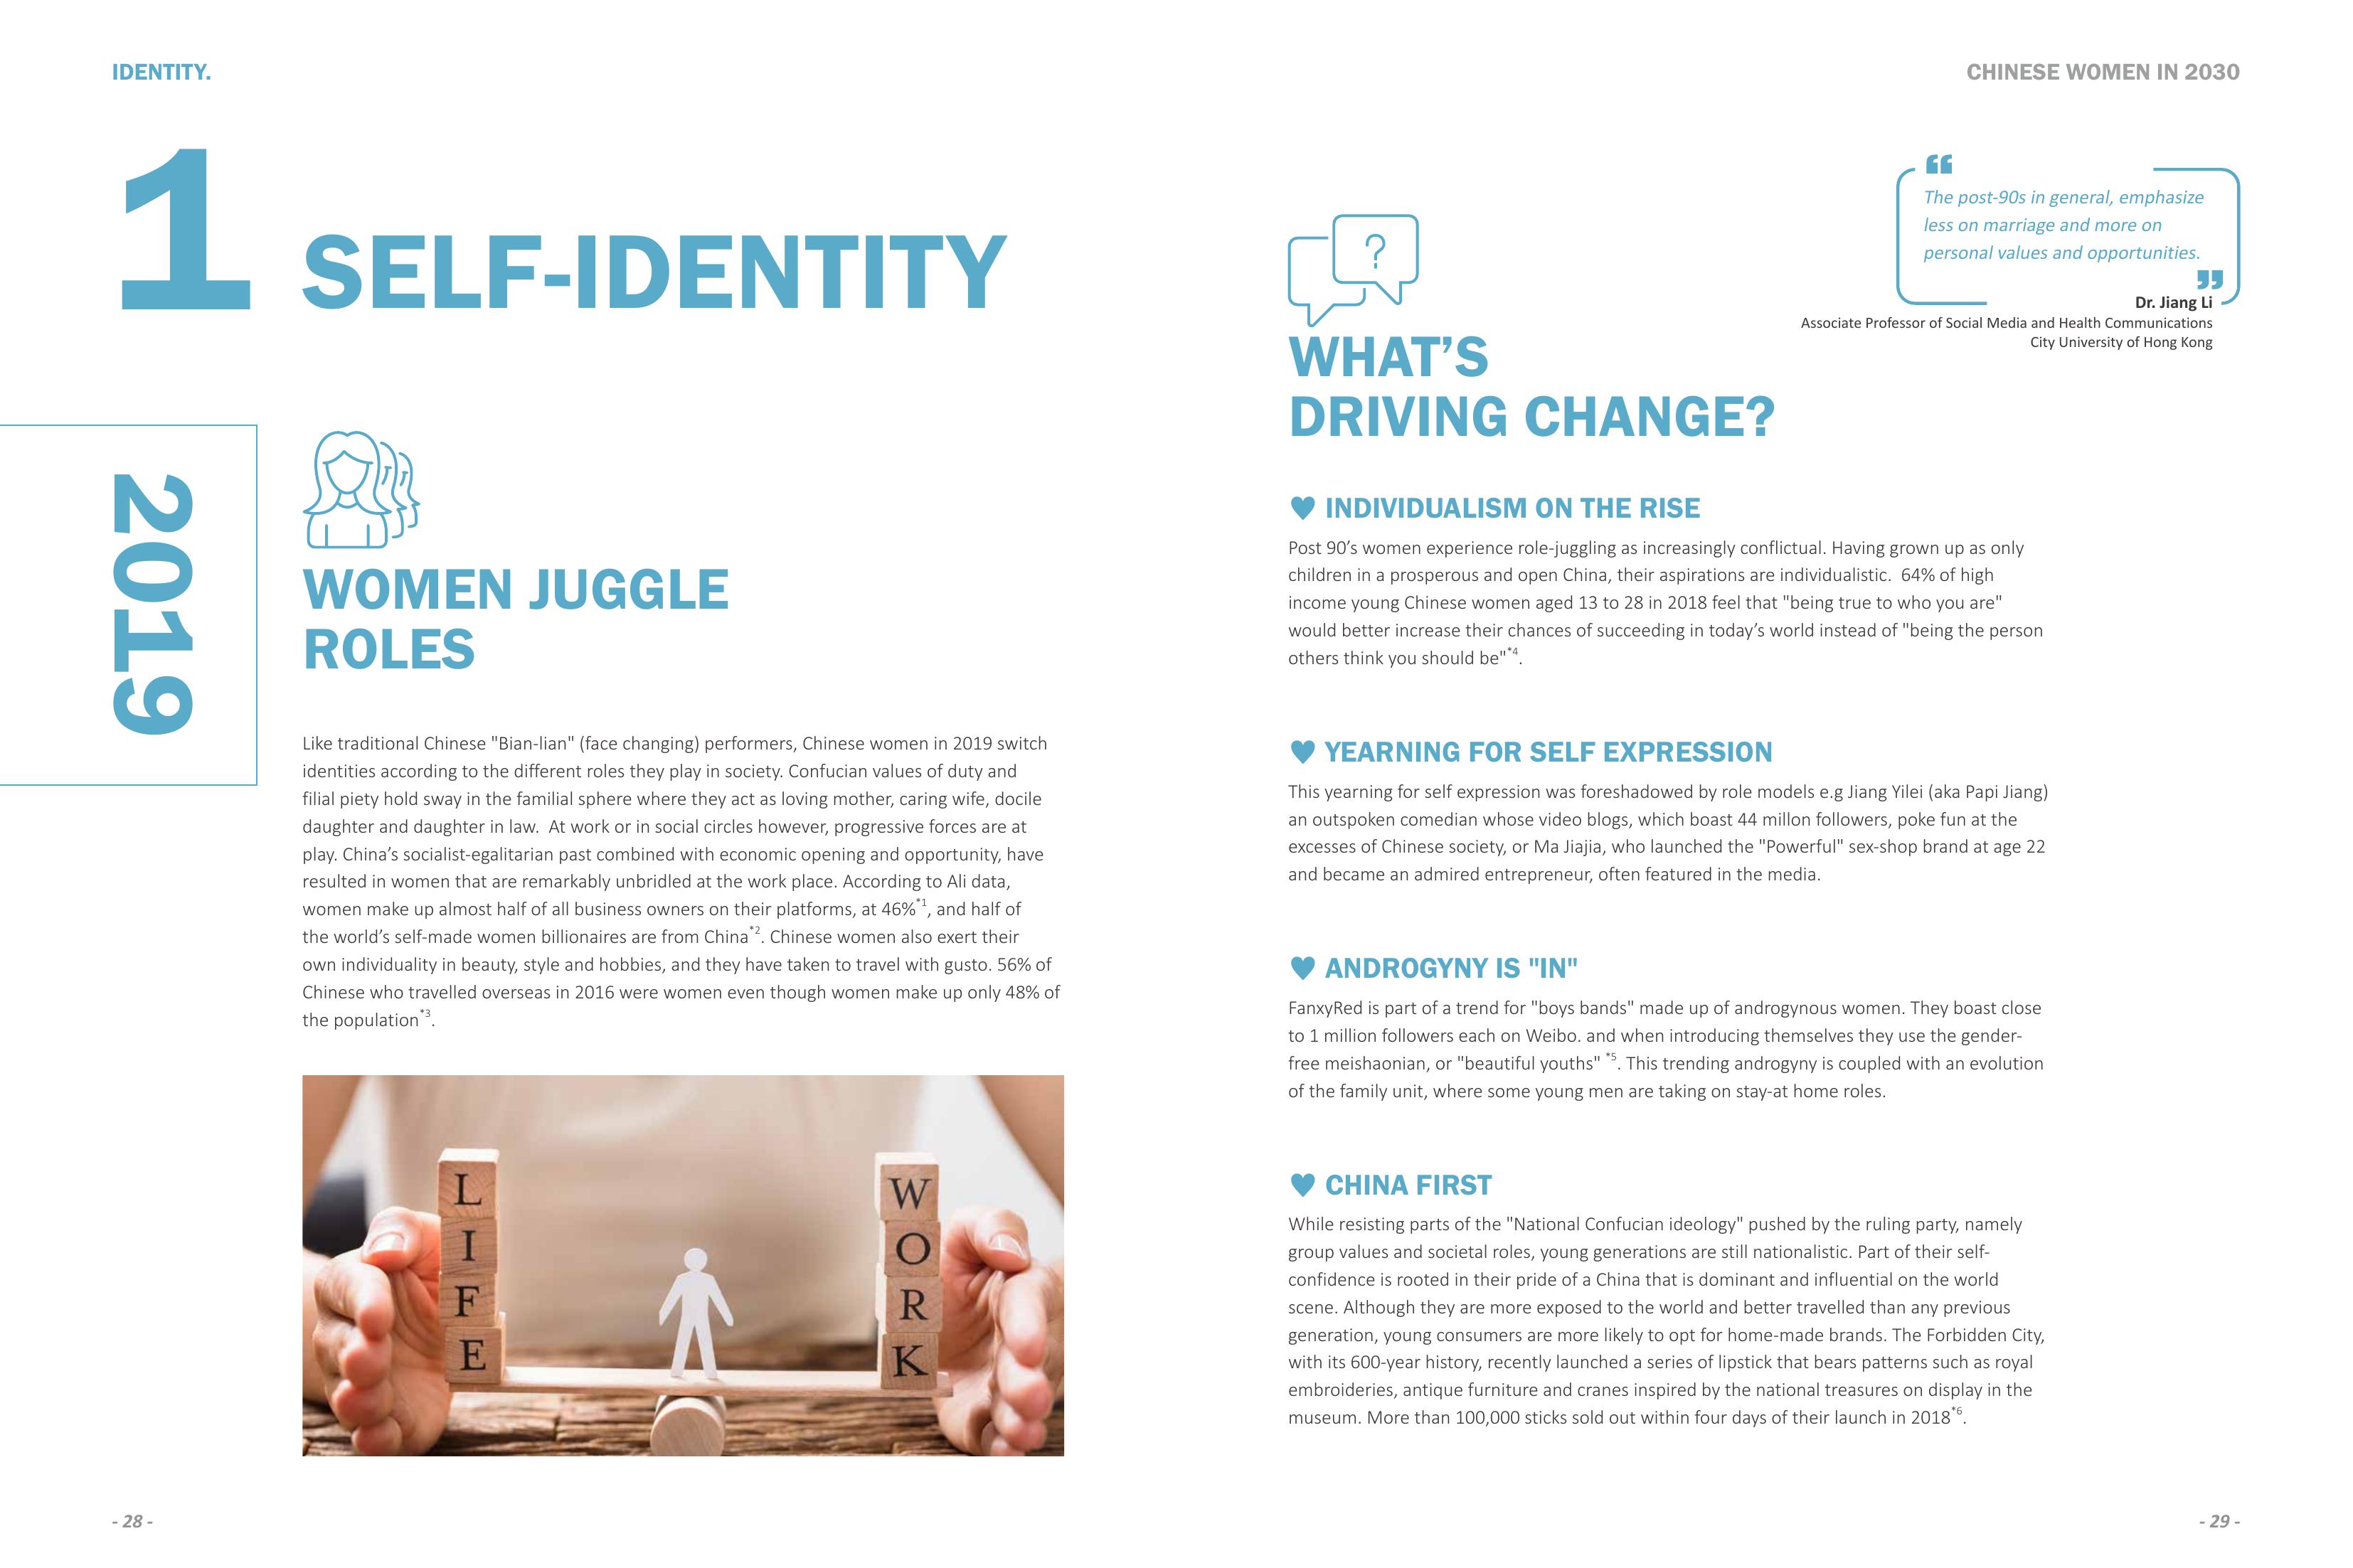 IDENTITY.
CHINESE WOMEN IN 2030
1 SELF-IDENTITY
2019
WOMEN JUGGLE
ROLES
Like traditional Chinese "Bian-lian" (face changing) performers, Chinese women in 2019 switch
identities according to the different roles they play in society. Confucian values of duty and
filial piety hold sway in the familial sphere where they act as loving mother, caring wife, docile
daughter and daughter in law.  At work or in social circles however, progressive forces are at
play. China’s socialist-egalitarian past combined with economic opening and opportunity, have
resulted in women that are remarkably unbridled at the work place. According to Ali data,
women make up almost half of all business owners on their platforms, at 46%*1, and half of
the world’s self-made women billionaires are from China*2. Chinese women also exert their
own individuality in beauty, style and hobbies, and they have taken to travel with gusto. 56% of
Chinese who travelled overseas in 2016 were women even though women make up only 48% of
the population*3.
LIFE
WORK
- 28 -
“
The post-90s in general, emphasize
less on marriage and more on
personal values and opportunities.
”
Dr. Jiang Li
Associate Professor of Social Media and Health Communications
City University of Hong Kong
?
WHAT’S
DRIVING CHANGE?
♥ INDIVIDUALISM ON THE RISE
Post 90’s women experience role-juggling as increasingly conflictual. Having grown up as only
children in a prosperous and open China, their aspirations are individualistic.  64% of high
income young Chinese women aged 13 to 28 in 2018 feel that "being true to who you are"
would better increase their chances of succeeding in today’s world instead of "being the person
others think you should be"*4.
♥ YEARNING FOR SELF EXPRESSION
This yearning for self expression was foreshadowed by role models e.g Jiang Yilei (aka Papi Jiang)
an outspoken comedian whose video blogs, which boast 44 millon followers, poke fun at the
excesses of Chinese society, or Ma Jiajia, who launched the "Powerful" sex-shop brand at age 22
and became an admired entrepreneur, often featured in the media.
♥ ANDROGYNY IS "IN"
FanxyRed is part of a trend for "boys bands" made up of androgynous women. They boast close
to 1 million followers each on Weibo. and when introducing themselves they use the gender-
free meishaonian, or "beautiful youths" *5. This trending androgyny is coupled with an evolution
of the family unit, where some young men are taking on stay-at home roles.
♥ CHINA FIRST
While resisting parts of the "National Confucian ideology" pushed by the ruling party, namely
group values and societal roles, young generations are still nationalistic. Part of their self-
confidence is rooted in their pride of a China that is dominant and influential on the world
scene. Although they are more exposed to the world and better travelled than any previous
generation, young consumers are more likely to opt for home-made brands. The Forbidden City,
with its 600-year history, recently launched a series of lipstick that bears patterns such as royal
embroideries, antique furniture and cranes inspired by the national treasures on display in the
museum. More than 100,000 sticks sold out within four days of their launch in 2018*6.
- 29 -